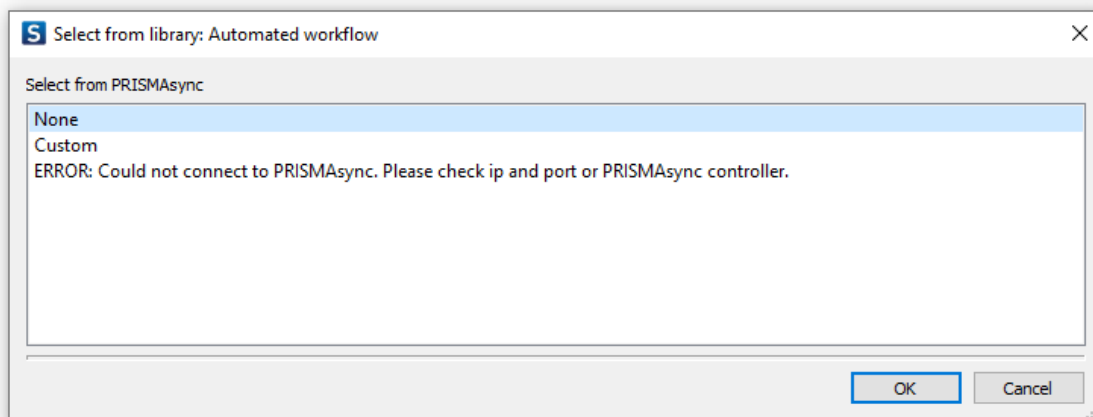 S Select from library: Automated workflow
Select from PRISMAsync
None
Custom
ERROR: Could not connect to PRISMAsync. Please check ip and port or PRISMAsync controller.
OK Cancel